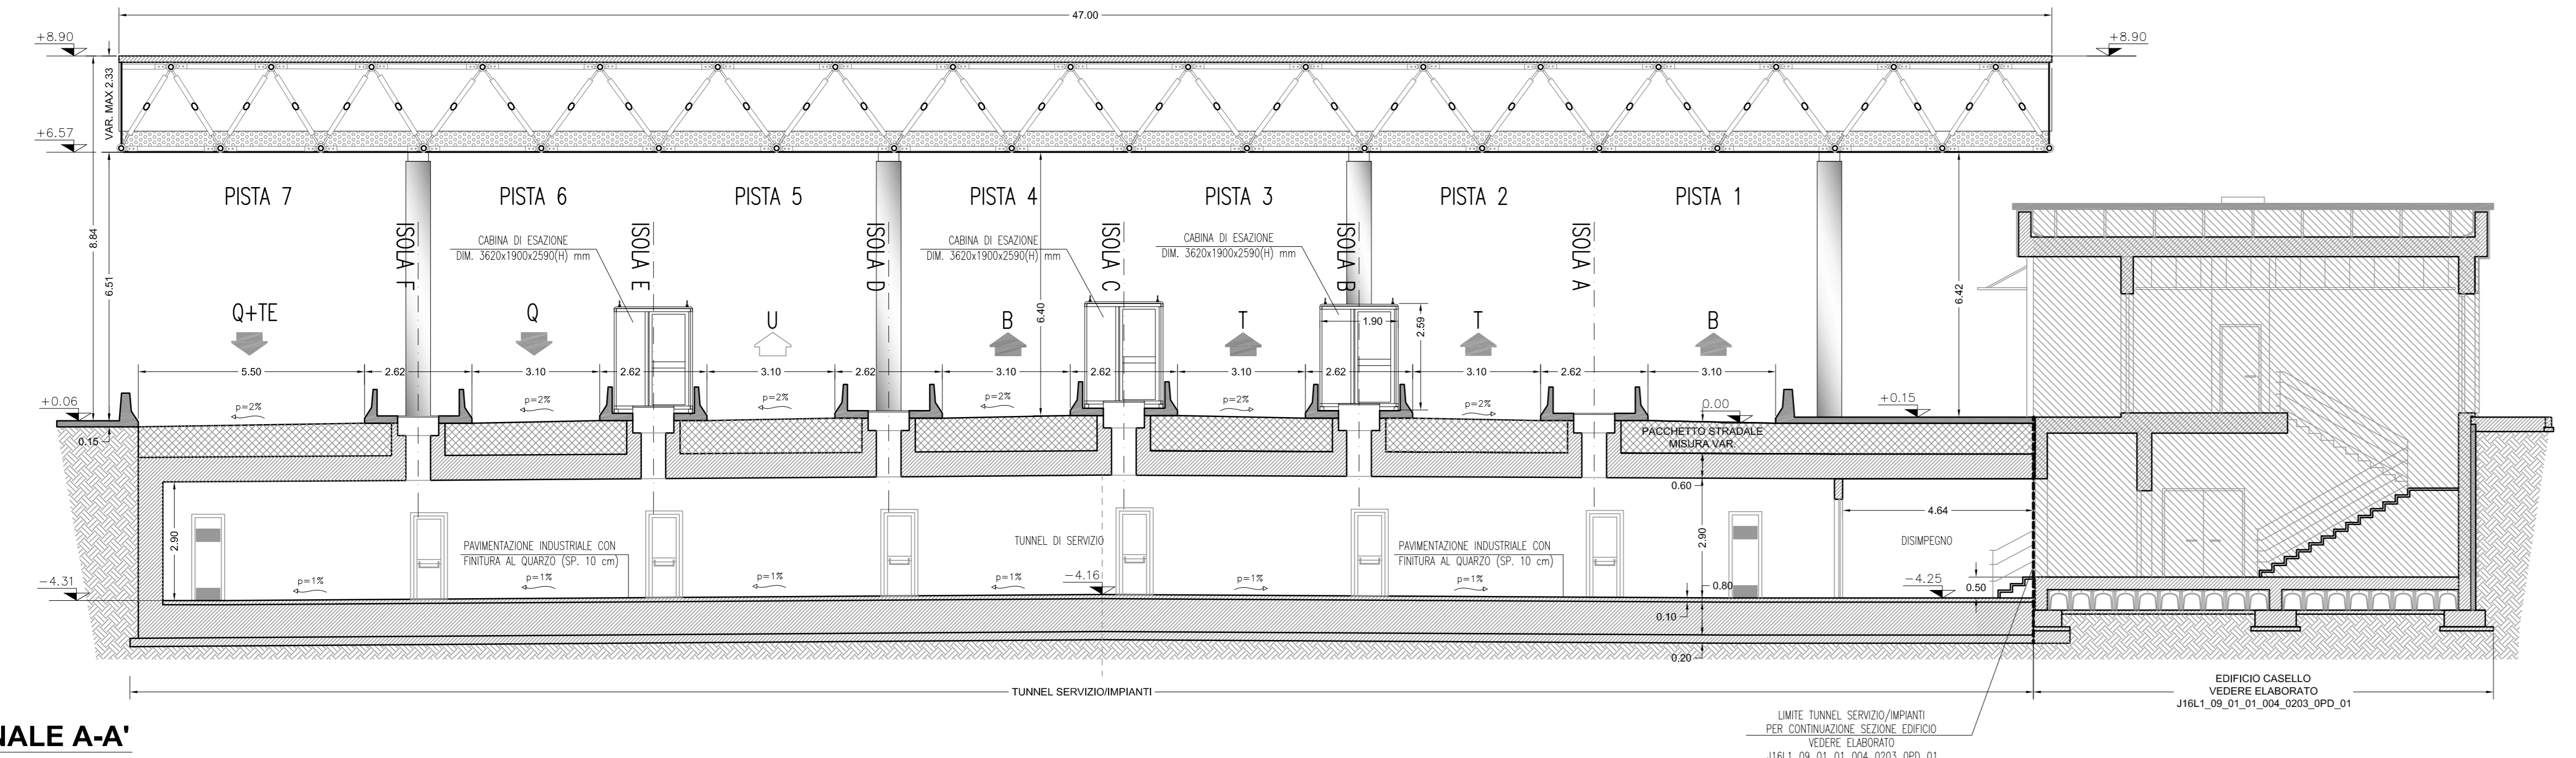 47.00
+8.90
+8.90
VAR. MAX 2.33
+6.57
8.84
6.51
PISTA 7
PISTA 6
PISTA 5
PISTA 4
PISTA 3
PISTA 2
PISTA 1
ISOLA F
ISOLA E
ISOLA D
ISOLA C
ISOLA B
ISOLA A
CABINA DI ESAZIONE
DIM. 3620x1900x2590(H) mm
CABINA DI ESAZIONE
DIM. 3620x1900x2590(H) mm
CABINA DI ESAZIONE
DIM. 3620x1900x2590(H) mm
6.40
6.42
Q+TE
Q
U
B
T
T
B
1.90
2.59
5.50
2.62
3.10
2.62
3.10
2.62
3.10
2.62
3.10
2.62
3.10
2.62
3.10
+0.06
p=2%
p=2%
p=2%
p=2%
p=2%
p=2%
0.00
+0.15
0.15
PACCHETTO STRADALE
MISURA VAR.
0.60
4.64
2.90
2.90
PAVIMENTAZIONE INDUSTRIALE CON
FINITURA AL QUARZO (SP. 10 cm)
TUNNEL DI SERVIZIO
PAVIMENTAZIONE INDUSTRIALE CON
FINITURA AL QUARZO (SP. 10 cm)
DISIMPEGNO
-4.31
p=1%
p=1%
p=1%
p=1%
-4.16
p=1%
p=1%
0.80
-4.25
0.50
0.10
0.20
TUNNEL SERVIZIO/IMPIANTI
EDIFICIO CASELLO
VEDERE ELABORATO
J16L1_09_01_01_004_0203_0PD_01
LIMITE TUNNEL SERVIZIO/IMPIANTI
PER CONTINUAZIONE SEZIONE EDIFICIO
VEDERE ELABORATO
J16L1_09_01_01_004_0203_0PD_01
NALE A-A'